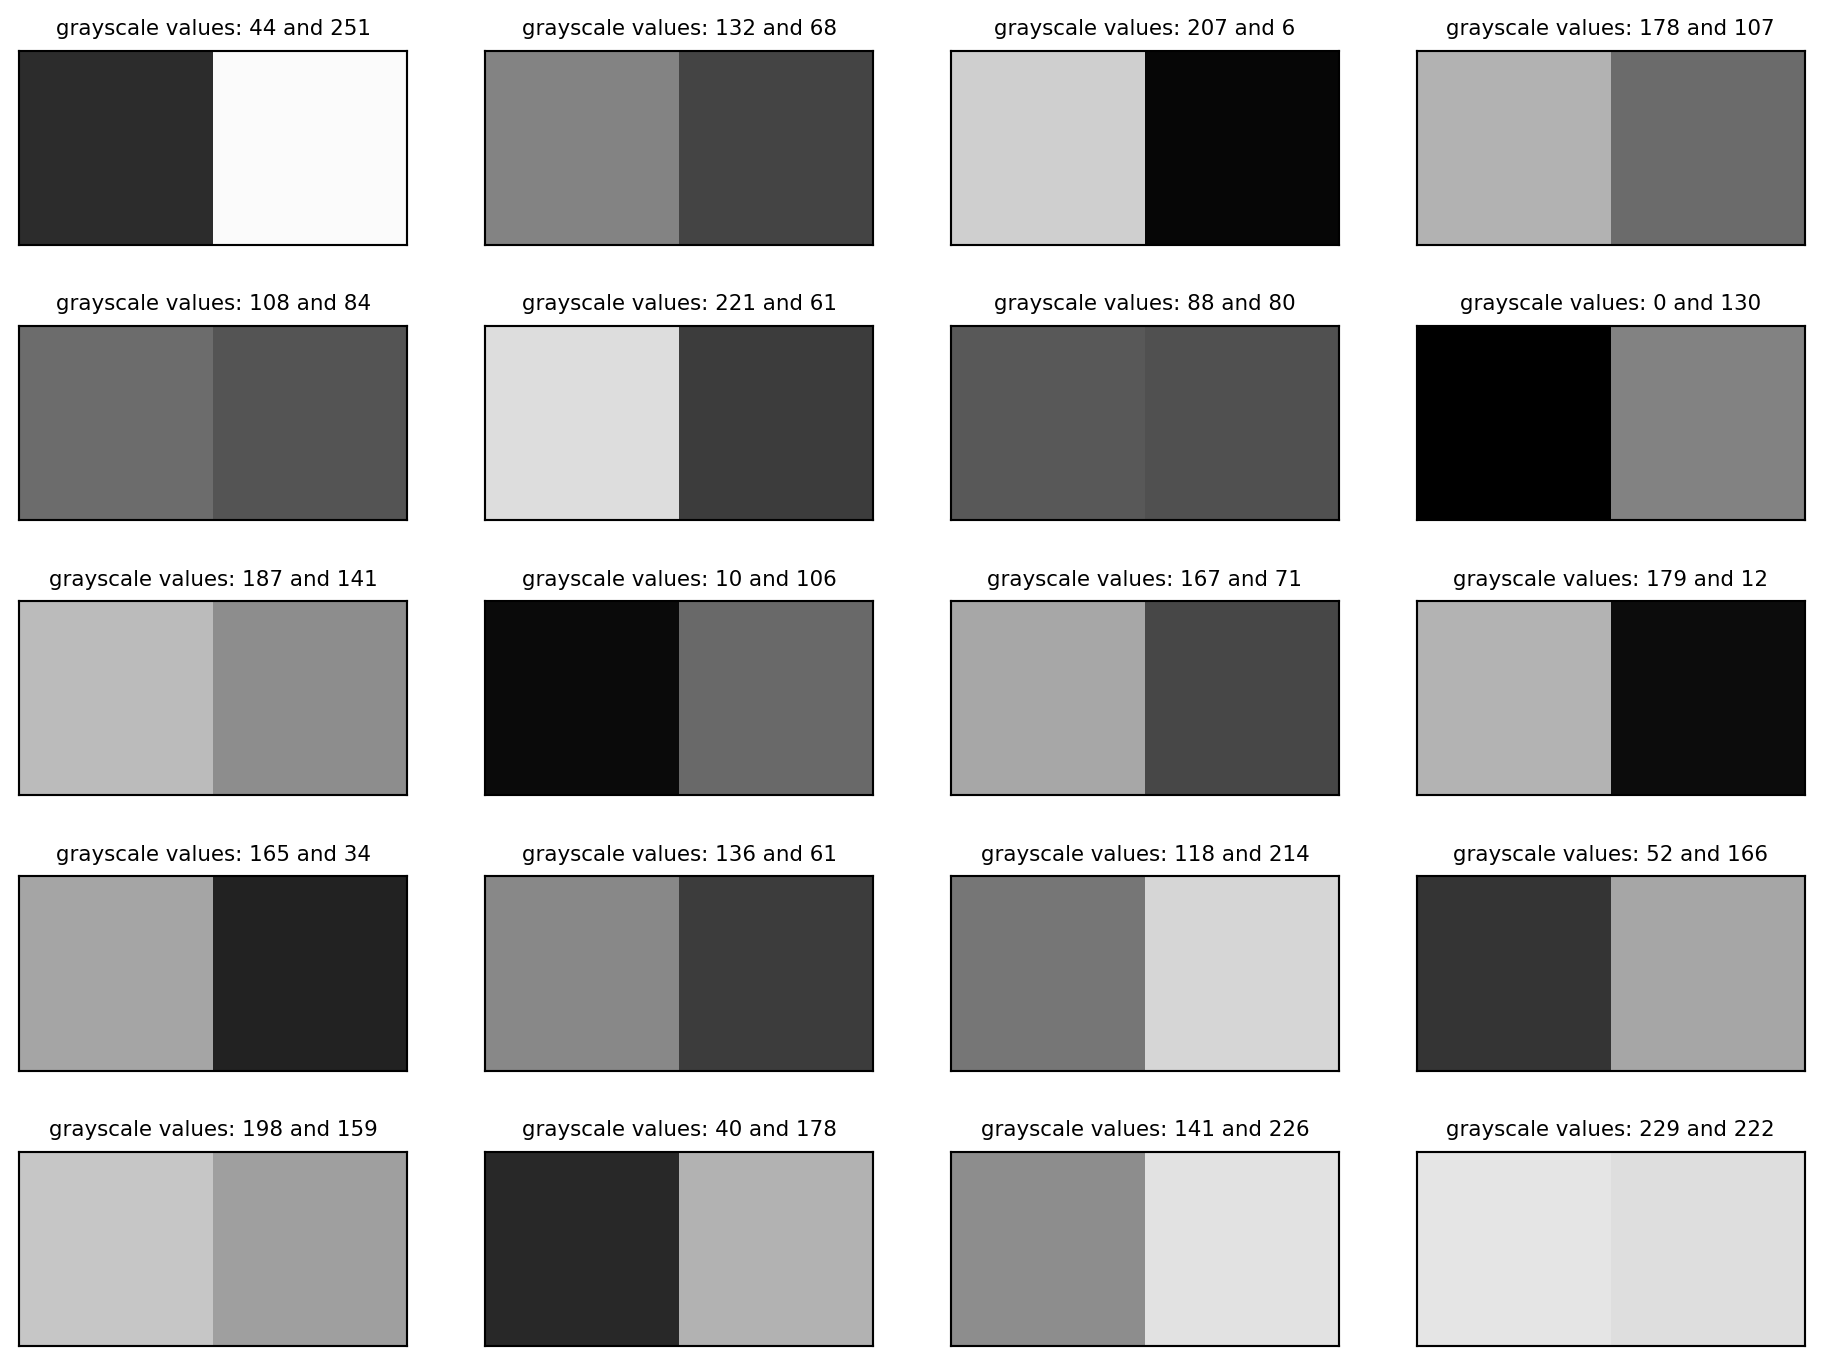 grayscale values: 44 and 251
grayscale values: 132 and 68
grayscale values: 207 and 6
grayscale values: 178 and 107
grayscale values: 108 and 84
grayscale values: 221 and 61
grayscale values: 88 and 80
grayscale values: 0 and 130
grayscale values: 187 and 141
grayscale values: 10 and 106
grayscale values: 167 and 71
grayscale values: 179 and 12
grayscale values: 165 and 34
grayscale values: 136 and 61
grayscale values: 118 and 214
grayscale values: 52 and 166
grayscale values: 198 and 159
grayscale values: 40 and 178
grayscale values: 141 and 226
grayscale values: 229 and 222